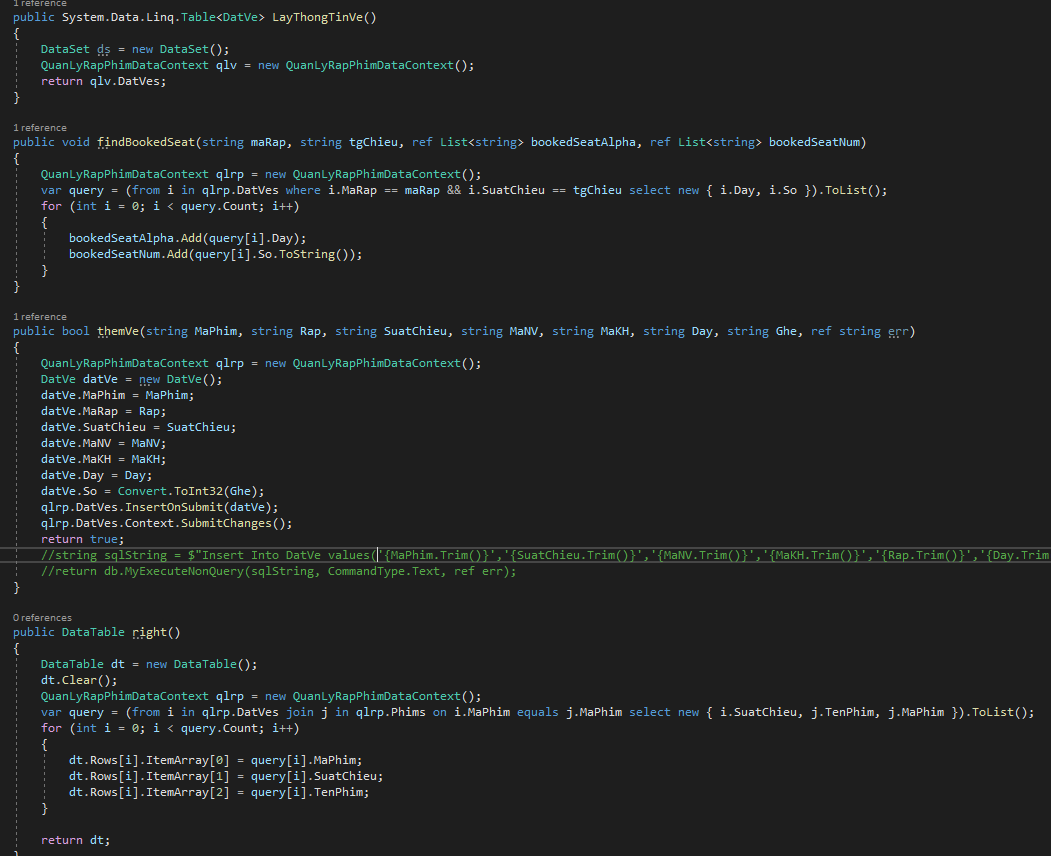 1 reference
public System.Data.Linq.Table<DatVe> LayThongTinVe()
{
    DataSet ds = new DataSet();
    QuanLyRapPhimDataContext qlv = new QuanLyRapPhimDataContext();
    return qlv.DatVes;
}
1 reference
public void findBookedSeat(string maRap, string tgChieu, ref List<string> bookedSeatAlpha, ref List<string> bookedSeatNum)
{
    QuanLyRapPhimDataContext qlrp = new QuanLyRapPhimDataContext();
    var query = (from i in qlrp.DatVes where i.MaRap == maRap && i.SuatChieu == tgChieu select new { i.Day, i.So }).ToList();
    for (int i = 0; i < query.Count; i++)
    {
        bookedSeatAlpha.Add(query[i].Day);
        bookedSeatNum.Add(query[i].So.ToString());
    }
}
1 reference
public bool themVe(string MaPhim, string Rap, string SuatChieu, string MaNV, string MaKH, string Day, string Ghe, ref string err)
{
    QuanLyRapPhimDataContext qlrp = new QuanLyRapPhimDataContext();
    DatVe datVe = new DatVe();
    datVe.MaPhim = MaPhim;
    datVe.MaRap = Rap;
    datVe.SuatChieu = SuatChieu;
    datVe.MaNV = MaNV;
    datVe.MaKH = MaKH;
    datVe.Day = Day;
    datVe.So = Convert.ToInt32(Ghe);
    qlrp.DatVes.InsertOnSubmit(datVe);
    qlrp.DatVes.Context.SubmitChanges();
    return true;
    //string sqlString = $"Insert Into DatVe values('{MaPhim.Trim()}','{SuatChieu.Trim()}','{MaNV.Trim()}','{MaKH.Trim()}','{Rap.Trim()}','{Day.Trim
    //return db.MyExecuteNonQuery(sqlString, CommandType.Text, ref err);
}
0 references
public DataTable right()
{
    DataTable dt = new DataTable();
    dt.Clear();
    QuanLyRapPhimDataContext qlrp = new QuanLyRapPhimDataContext();
    var query = (from i in qlrp.DatVes join j in qlrp.Phims on i.MaPhim equals j.MaPhim select new { i.SuatChieu, j.TenPhim, j.MaPhim }).ToList();
    for (int i = 0; i < query.Count; i++)
    {
        dt.Rows[i].ItemArray[0] = query[i].MaPhim;
        dt.Rows[i].ItemArray[1] = query[i].SuatChieu;
        dt.Rows[i].ItemArray[2] = query[i].TenPhim;
    }
    return dt;
}